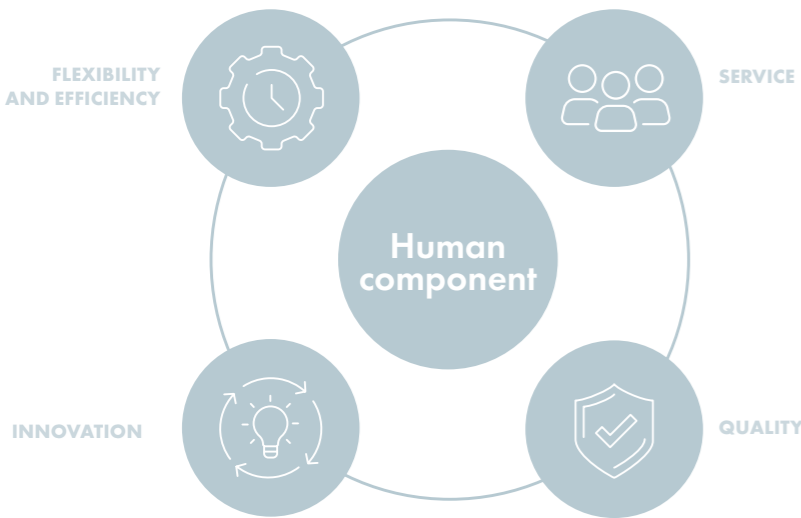 FLEXIBILITY
AND EFFICIENCY
SERVICE
Human
component
INNOVATION
QUALITY